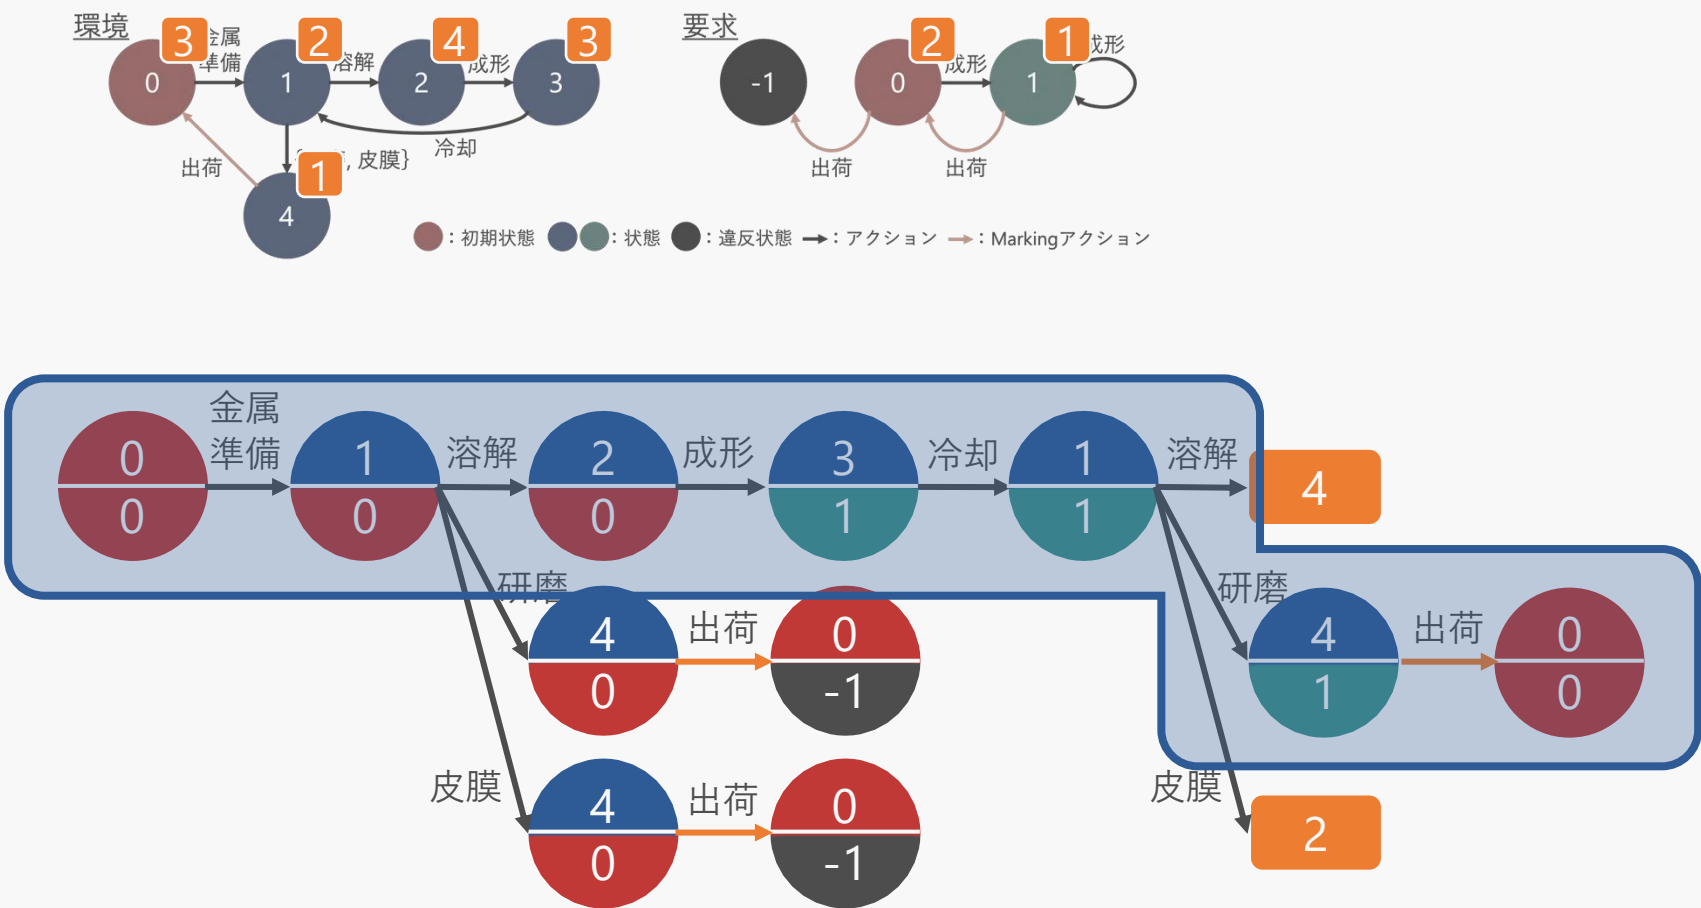 環境
3
金属
準備
2
溶解
4
成形
3
0
1
2
3
冷却
出荷
, 皮膜}
1
4
要求
2
成形
1
成形
-1
0
1
出荷
出荷
：初期状態
：状態
：違反状態
：アクション
：Markingアクション
金属
準備
溶解
成形
冷却
溶解
0
1
2
3
1
4
0
0
0
1
1
研磨
出荷
研磨
出荷
4
0
4
0
0
-1
1
0
皮膜
出荷
皮膜
4
0
2
0
-1